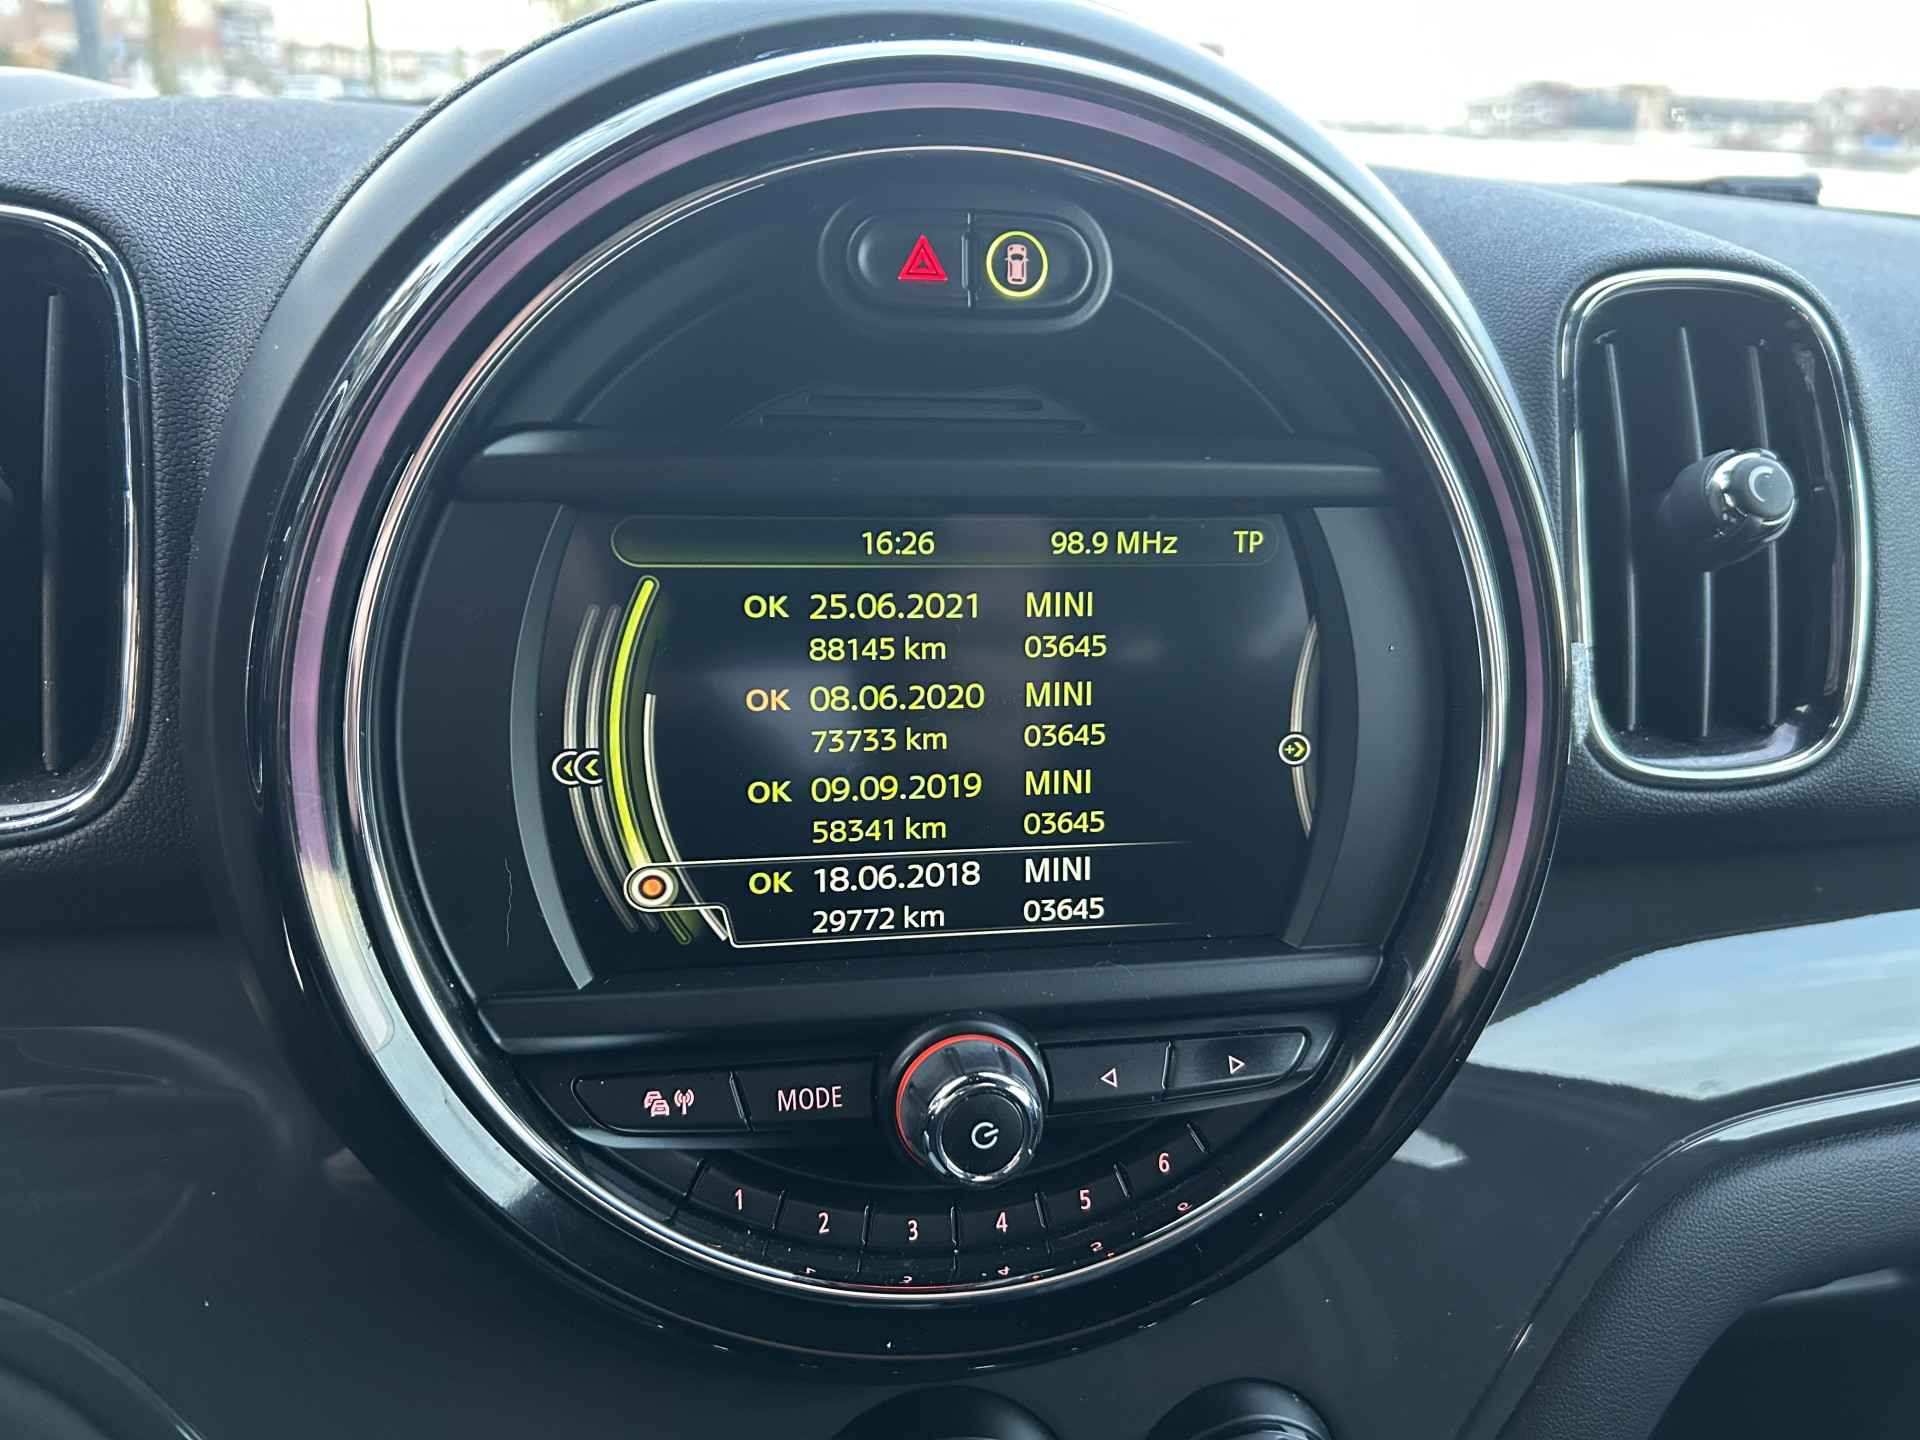 16:26 98.9 MHz TP
OK 25.06.2021 MINI
88145 km 03645
OK 08.06.2020 MINI
73733 km 03645
OK 09.09.2019 MINI
58341 km 03645
OK 18.06.2018 MINI
29772 km 03645
MODE
1 2 3 4 5 6